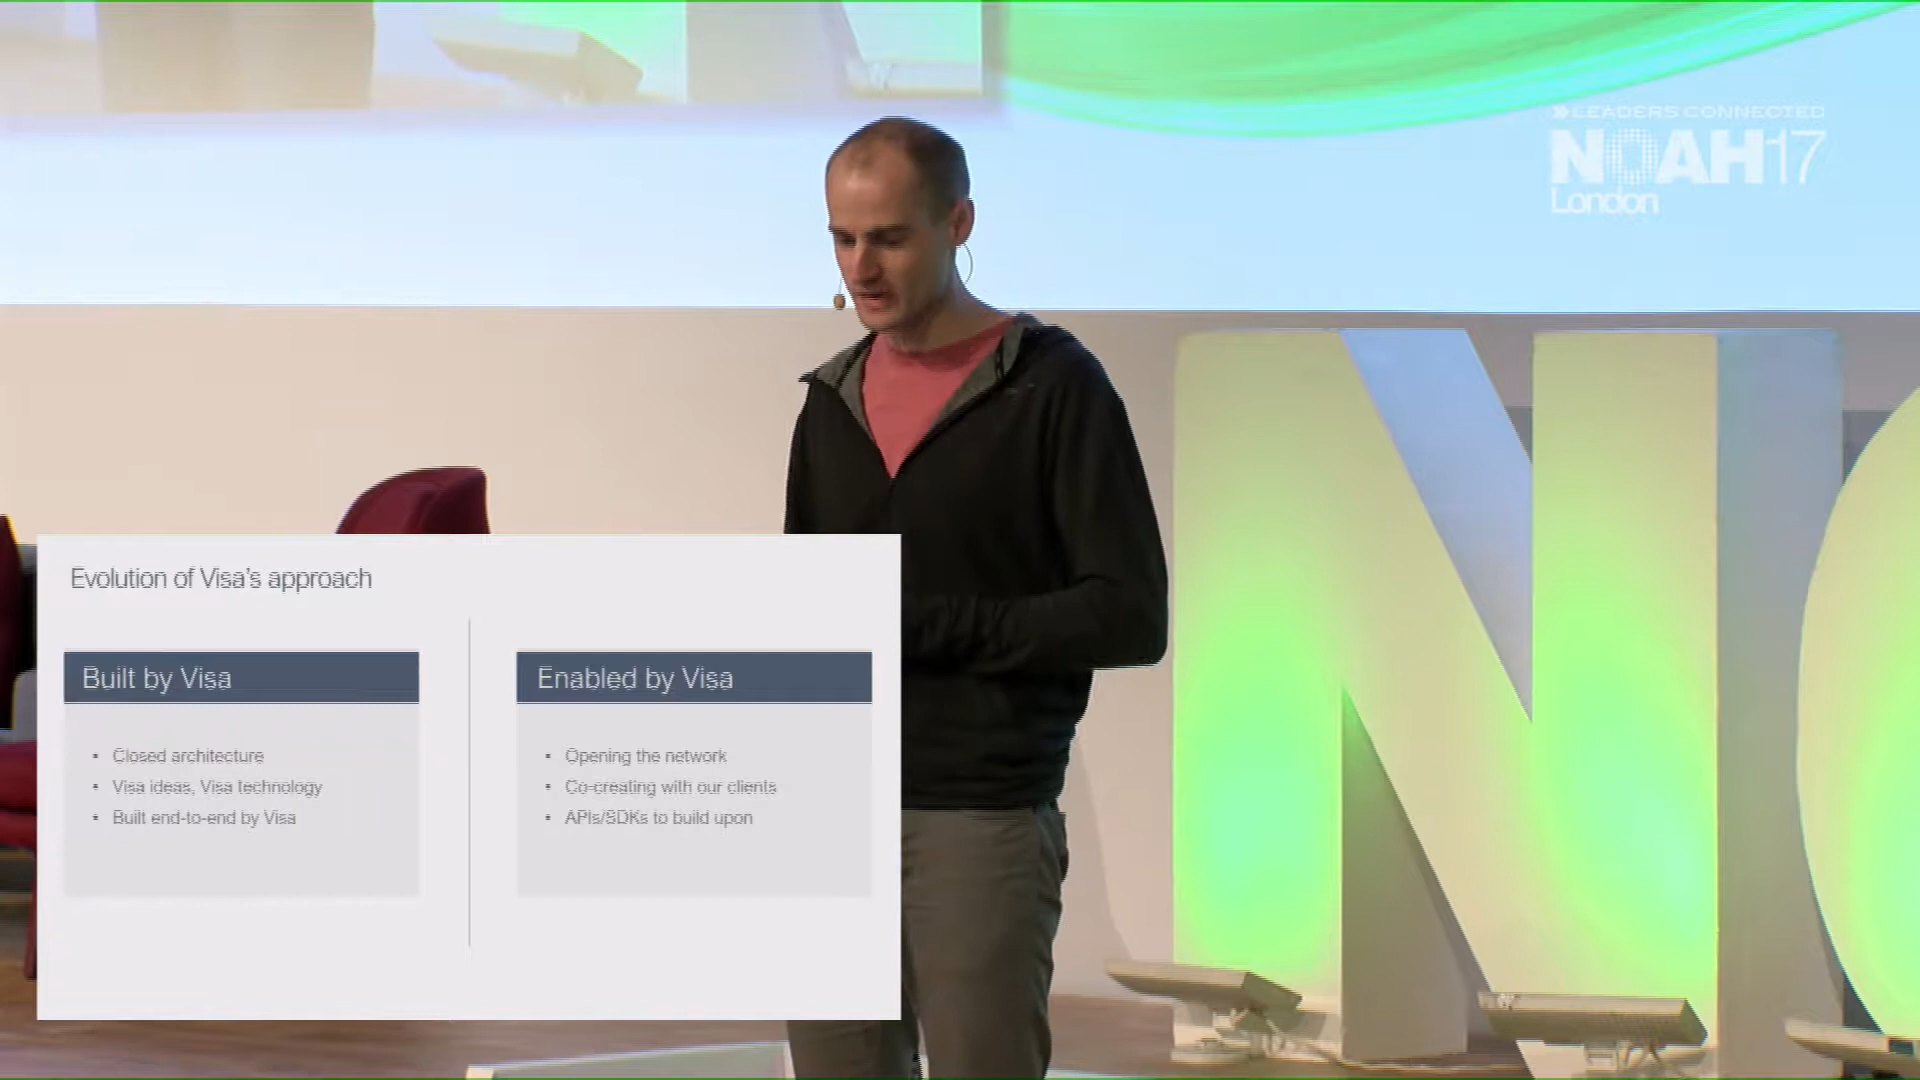 LEADERS CONNECTED
NOAH17
London
N
Evolution of Visa's approach
Built by Visa
• Closed architecture
• Visa ideas, Visa technology
• Built end-to-end by Visa
Enabled by Visa
• Opening the network
• Co-creating with our clients
• APIs/SDKs to build upon